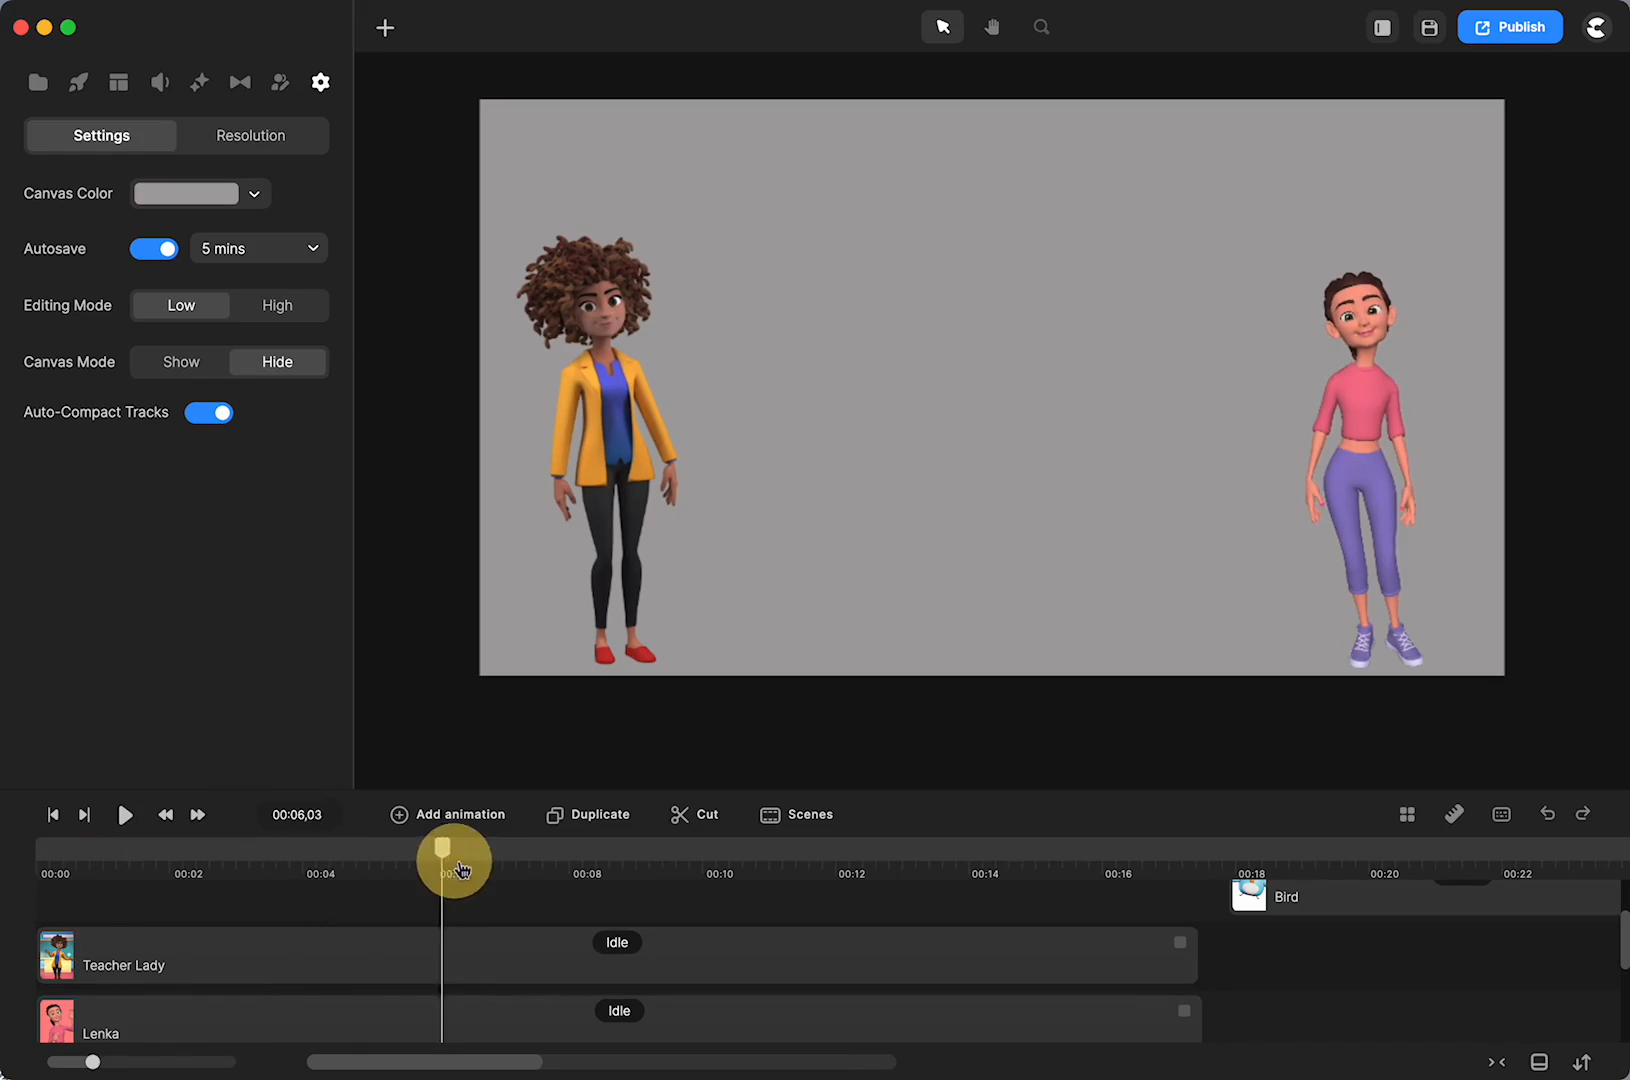 Publish
Settings
Resolution
Canvas Color
Autosave
5 mins
Editing Mode
Low
High
Canvas Mode
Show
Hide
Auto-Compact Tracks
00:06,03
Add animation
Duplicate
Cut
Scenes
00:00
00:02
00:04
00:08
00:10
00:12
00:14
00:16
00:18
00:20
00:22
Bird
Idle
Teacher Lady
Idle
Lenka